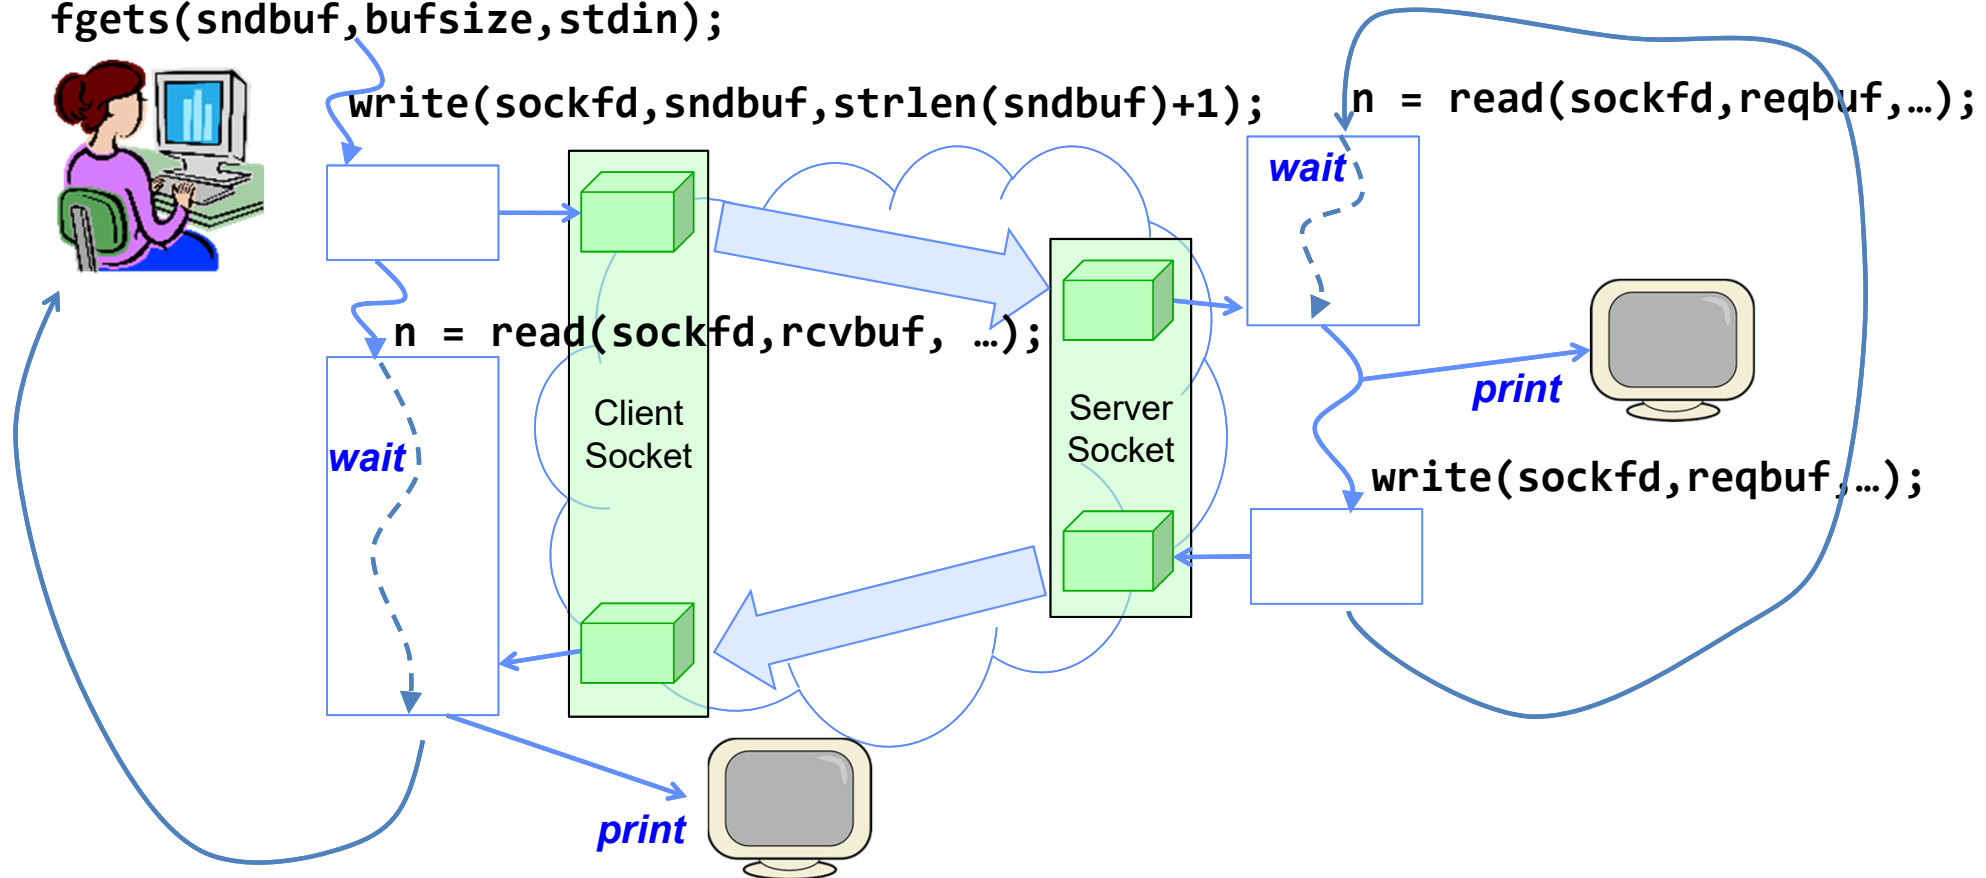 fgets(sndbuf,bufsize,stdin);
write(sockfd,sndbuf,strlen(sndbuf)+1);
n = read(sockfd,reqbuf,…);
wait
n = read(sockfd,rcvbuf, …);
print
Client
Socket
Server
Socket
wait
write(sockfd,reqbuf,…);
print